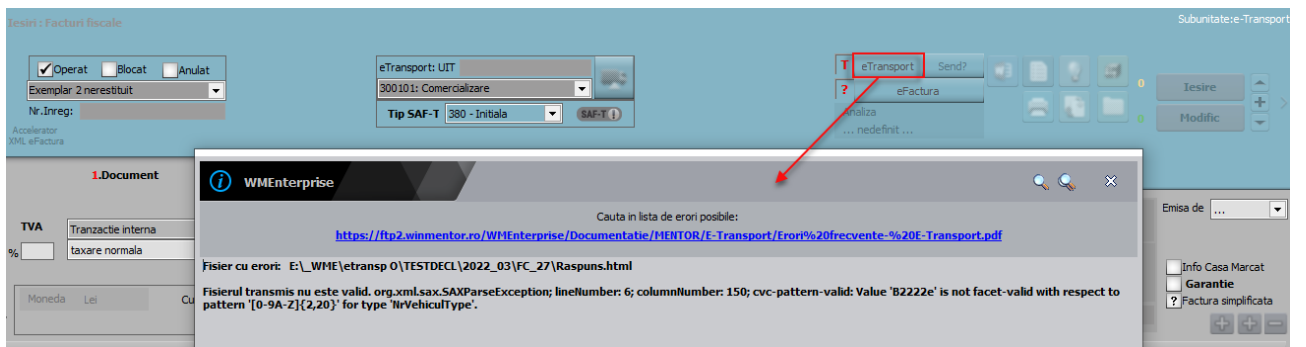 Iesiri : Facturi fiscale
Subunitate:e-Transport
Operat Blocat Anulat
Exemplar 2 nerestituit
Nr.Inreg:
Accelerator
XML eFactura
eTransport: UIT
300101: Comercializare
Tip SAF-T 380 - Initiala SAF-T
T eTransport Send?
? eFactura
Analiza
... nedefinit ...
0
0
Iesire
Modific
1.Document
TVA Tranzactie interna
% taxare normala
Moneda Lei Cu
WMEnterprise
Cauta in lista de erori posibile:
https://ftp2.winmentor.ro/WMEnterprise/Documentatie/MENTOR/E-Transport/Erori%20frecvente-%20E-Transport.pdf
Fisier cu erori: E:\_WME\etransp O\TESTDECL\2022_03\FC_27\Raspuns.html
Fisierul transmis nu este valid. org.xml.sax.SAXParseException; lineNumber: 6; columnNumber: 150; cvc-pattern-valid: Value 'B2222e' is not facet-valid with respect to
pattern '[0-9A-Z]{2,20}' for type 'NrVehiculType'.
Emisa de ...
Info Casa Marcat
Garantie
? Factura simplificata